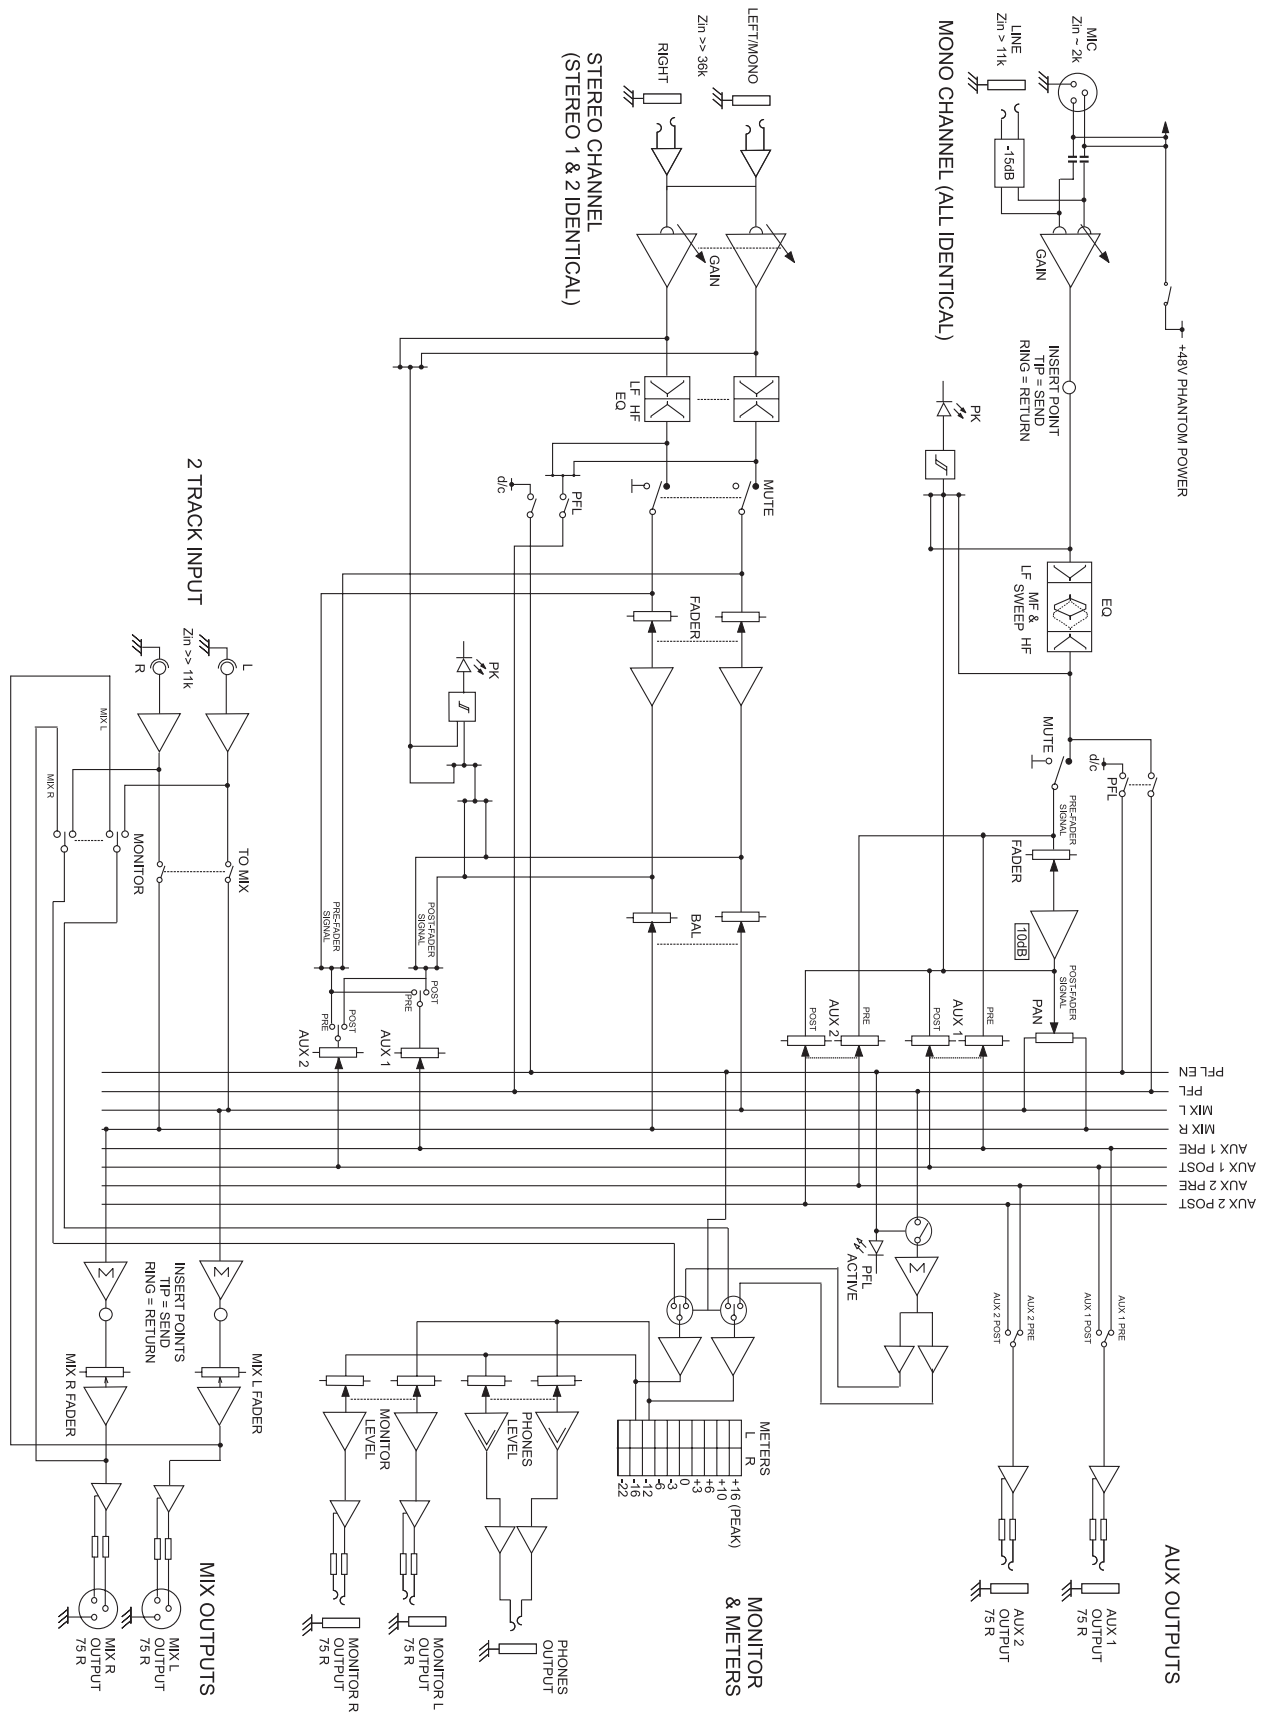 MONO CHANNEL (ALL IDENTICAL)
MIC
Zin ~ 2k
LINE
Zin > 11k
-15dB
GAIN
+48V PHANTOM POWER
INSERT POINT
TIP = SEND
RING = RETURN
PK
EQ
LF MF & HF
SWEEP
MUTE
d/c
PFL
PRE-FADER
SIGNAL
FADER
10dB
POST-FADER
SIGNAL
PAN
AUX 1
PRE
POST
AUX 2
PRE
POST
PFL EN
PFL
MIX L
MIX R
AUX 1 PRE
AUX 1 POST
AUX 2 PRE
AUX 2 POST
AUX 1 PRE
AUX 1 POST
AUX 2 PRE
AUX 2 POST
AUX OUTPUTS
AUX 1
OUTPUT
75 R
AUX 2
OUTPUT
75 R
STEREO CHANNEL
(STEREO 1 & 2 IDENTICAL)
LEFT/MONO
Zin >> 36k
RIGHT
GAIN
LF HF
EQ
MUTE
PFL
d/c
FADER
PK
BAL
POST-FADER
SIGNAL
PRE-FADER
SIGNAL
POST
PRE
AUX 1
POST
PRE
AUX 2
PFL
ACTIVE
MONITOR
& METERS
METERS
L R
+16 (PEAK)
+10
+6
+3
0
-3
-6
-12
-16
-22
PHONES
LEVEL
MONITOR
LEVEL
PHONES
OUTPUT
MONITOR L
OUTPUT
75 R
MONITOR R
OUTPUT
75 R
2 TRACK INPUT
L
Zin >> 11k
R
MIX L
MIX R
MONITOR
TO MIX
INSERT POINTS
TIP = SEND
RING = RETURN
MIX L FADER
MIX R FADER
MIX OUTPUTS
MIX L
OUTPUT
75 R
MIX R
OUTPUT
75 R